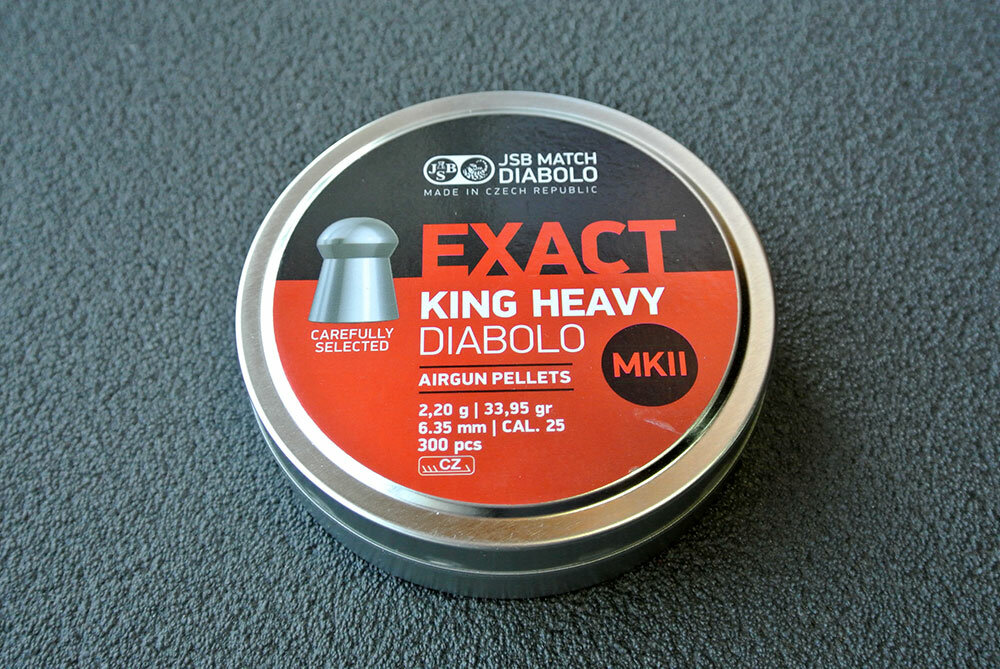 JSB
JSB MATCH
DIABOLO
MADE IN CZECH REPUBLIC
EXACT
KING HEAVY
DIABOLO
MKII
CAREFULLY
SELECTED
AIRGUN PELLETS
2,20 g | 33,95 gr
6.35 mm | CAL. 25
300 pcs
CZ